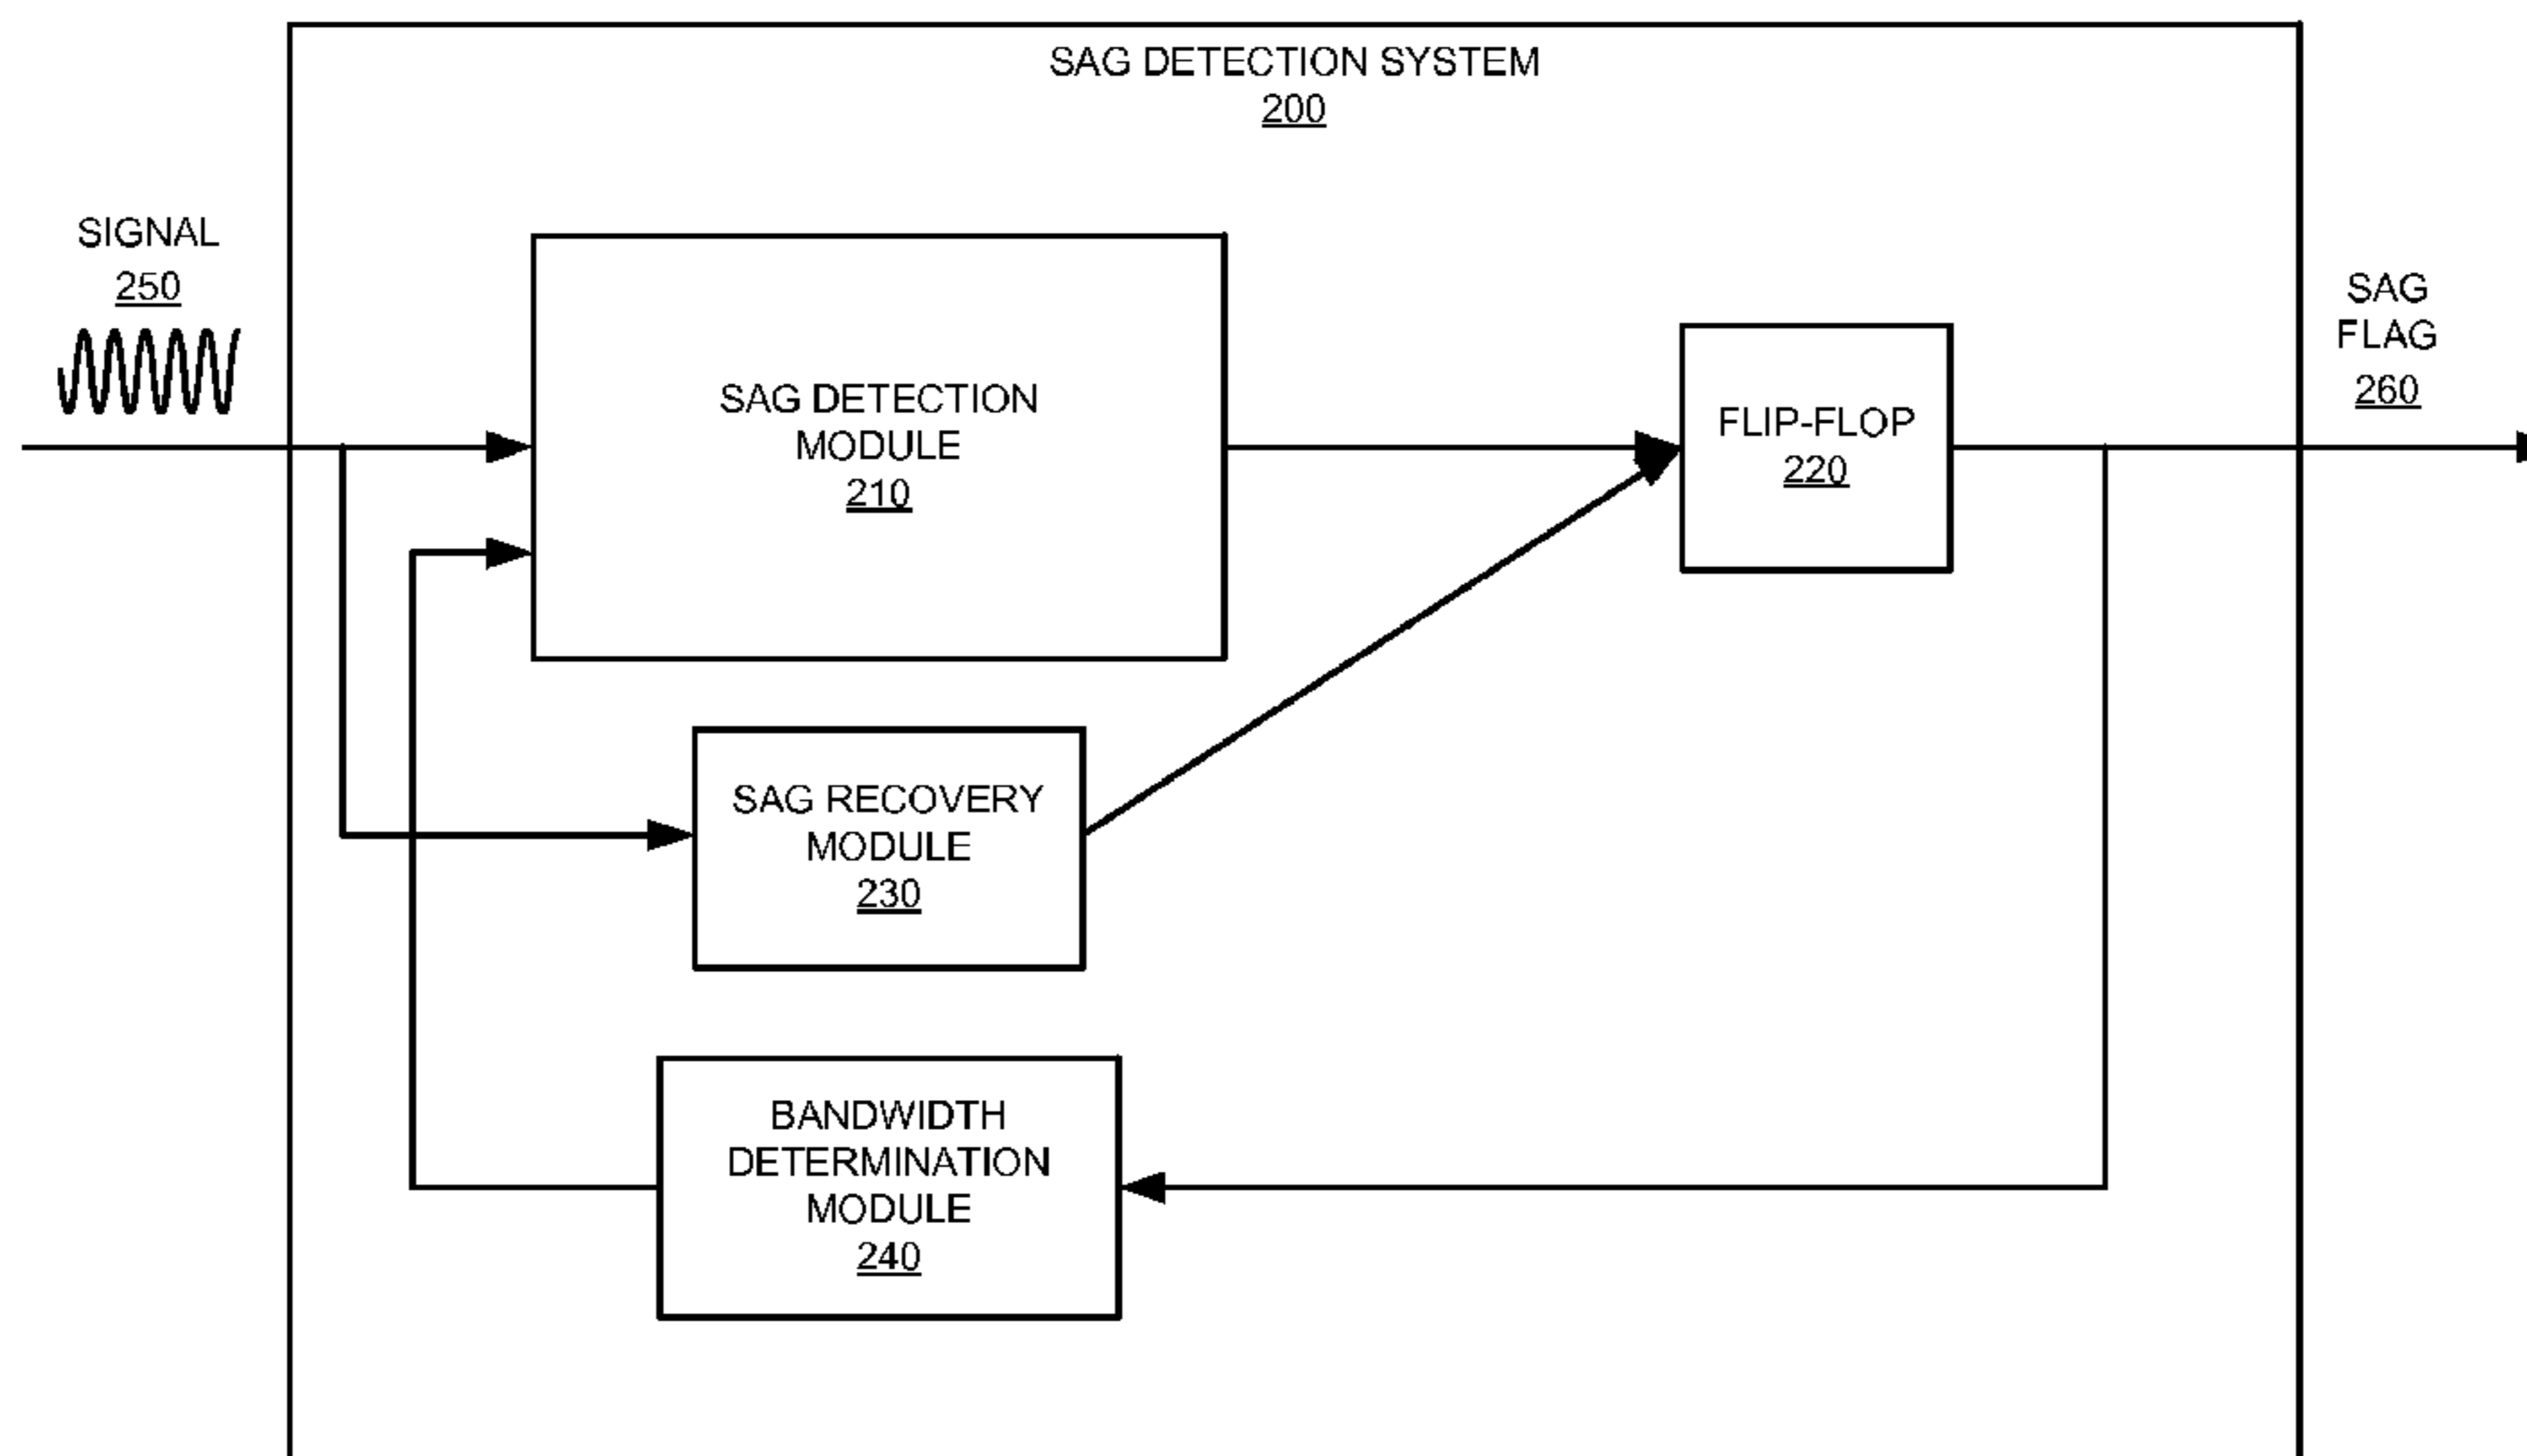 SAG DETECTION SYSTEM
200
SIGNAL
250
SAG DETECTION
MODULE
210
FLIP-FLOP
220
SAG
FLAG
260
SAG RECOVERY
MODULE
230
BANDWIDTH
DETERMINATION
MODULE
240